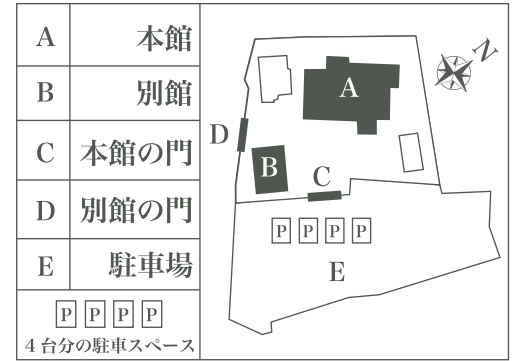 A 本館
B 別館
C 本館の門
D 別館の門
E 駐車場
P P P P
4台分の駐車スペース
N
A
D
B
C
P P P P
E